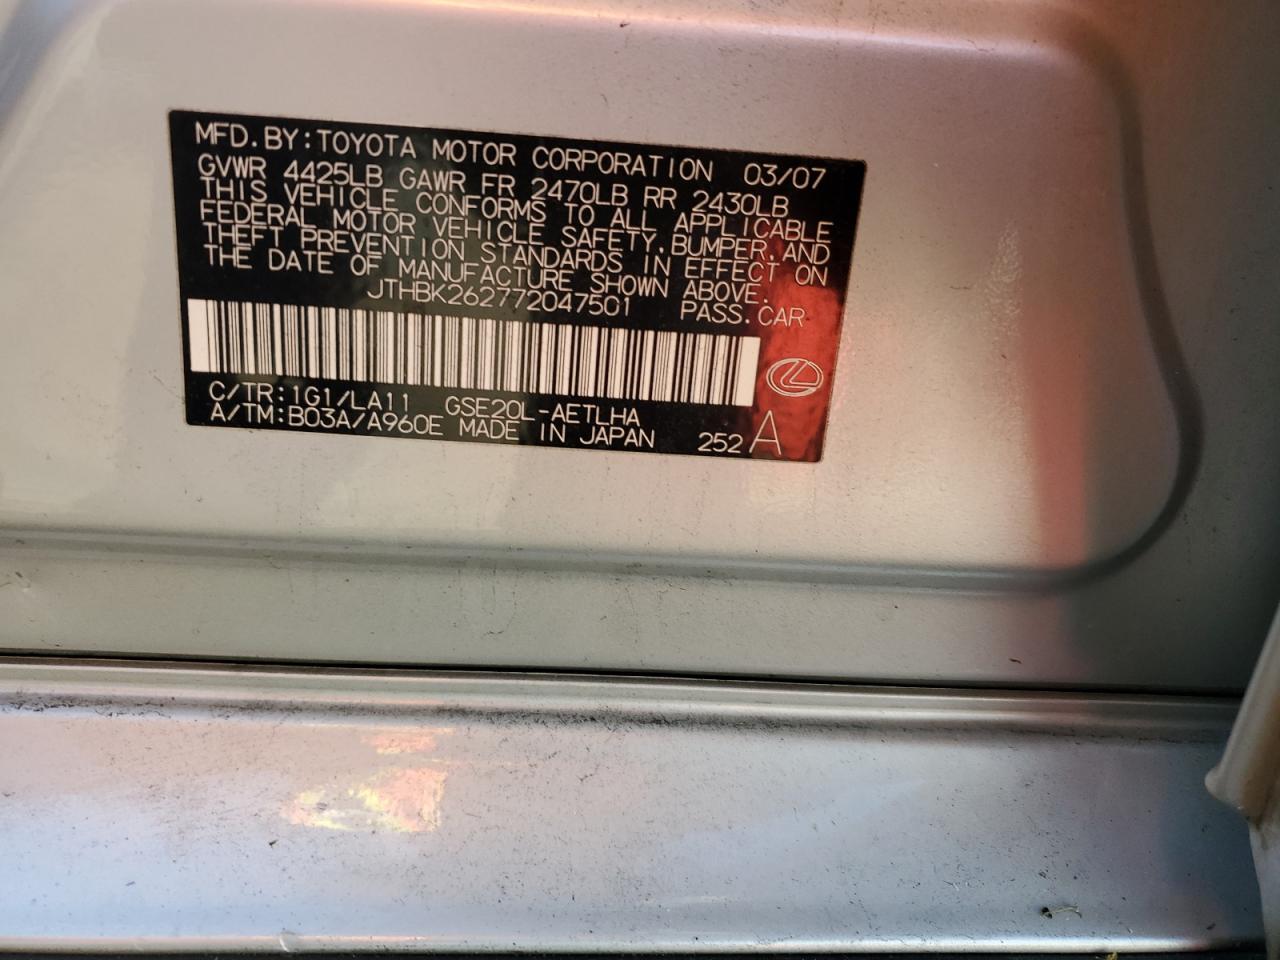 MFD.BY:TOYOTA MOTOR CORPORATION 03/07
GVWR 4425LB GAWR FR 2470LB RR 2430LB
THIS VEHICLE CONFORMS TO ALL APPLICABLE
FEDERAL MOTOR VEHICLE SAFETY,BUMPER,AND
THEFT PREVENTION STANDARDS IN EFFECT ON
THE DATE OF MANUFACTURE SHOWN ABOVE.
JTHBK262772047501 PASS.CAR
C/TR:1G1/LA11 GSE20L-AETLHA
A/TM:B03A/A960E MADE IN JAPAN 252 A